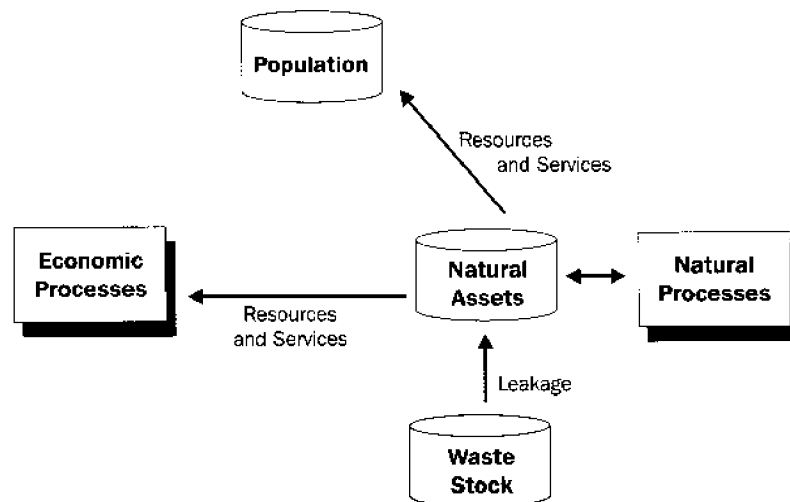 Population
Resources
and Services
Economic
Processes
Natural
Assets
Natural
Processes
Resources
and Services
Leakage
Waste
Stock